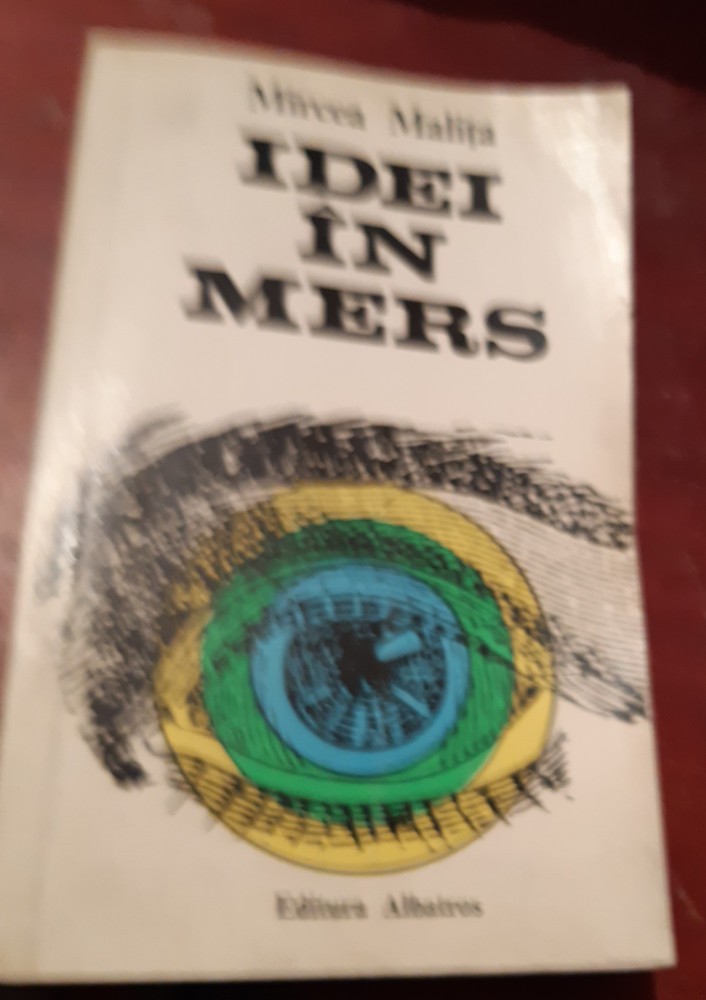 Mircea Malița
IDEI
ÎN
MERS
Editura Albatros